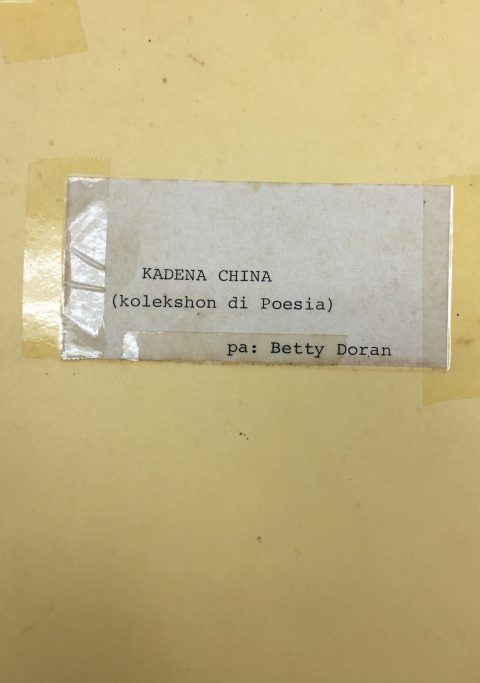 KADENA CHINA
(kolekshon di Poesia)
pa: Betty Doran